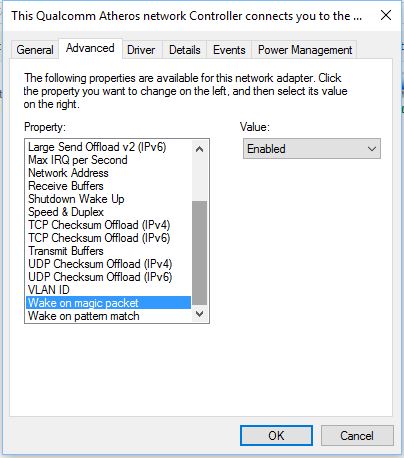 This Qualcomm Atheros network Controller connects you to the ...
General Advanced Driver Details Events Power Management
The following properties are available for this network adapter. Click
the property you want to change on the left, and then select its value
on the right.
Property:
Value:
Large Send Offload v2 (IPv6)
Max IRQ per Second
Network Address
Receive Buffers
Shutdown Wake Up
Speed & Duplex
TCP Checksum Offload (IPv4)
TCP Checksum Offload (IPv6)
Transmit Buffers
UDP Checksum Offload (IPv4)
UDP Checksum Offload (IPv6)
VLAN ID
Wake on magic packet
Wake on pattern match
Enabled
OK
Cancel